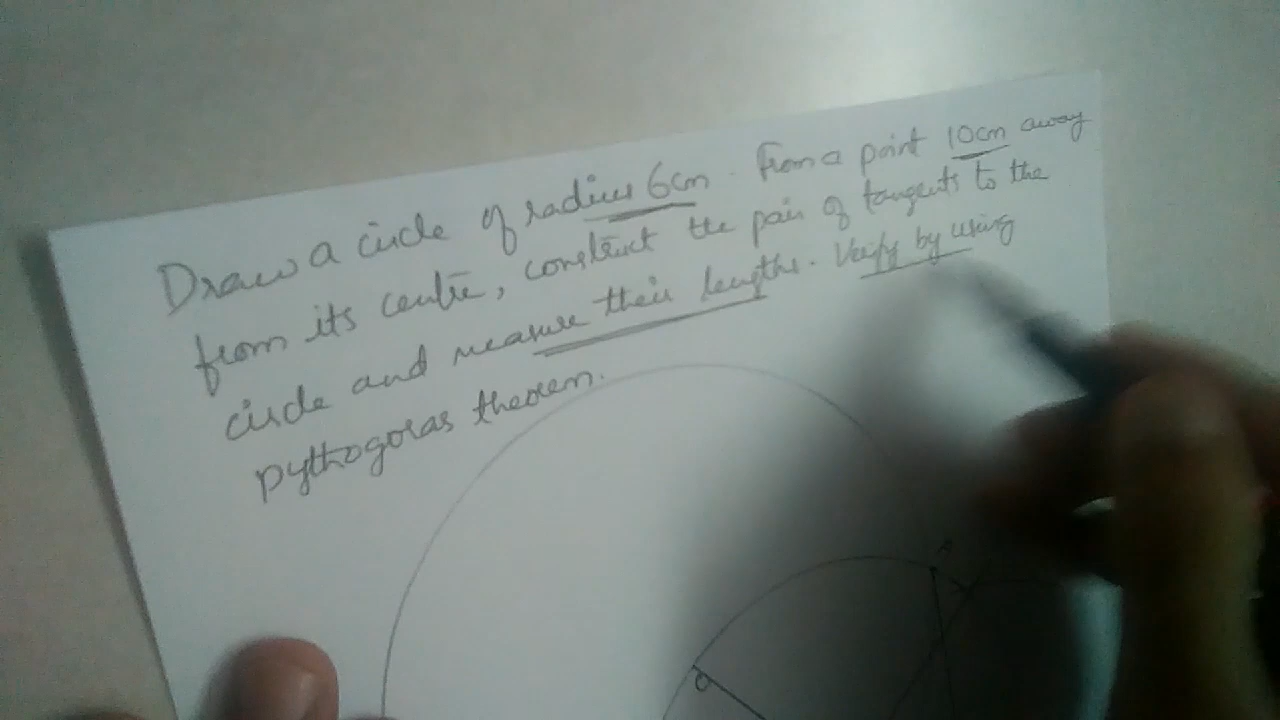 Draw a circle of radius 6cm. From a point 10cm away
from its centre, construct the pair of tangents to the
circle and measure their lengths. Verify by using
pythogoras theorem.
O